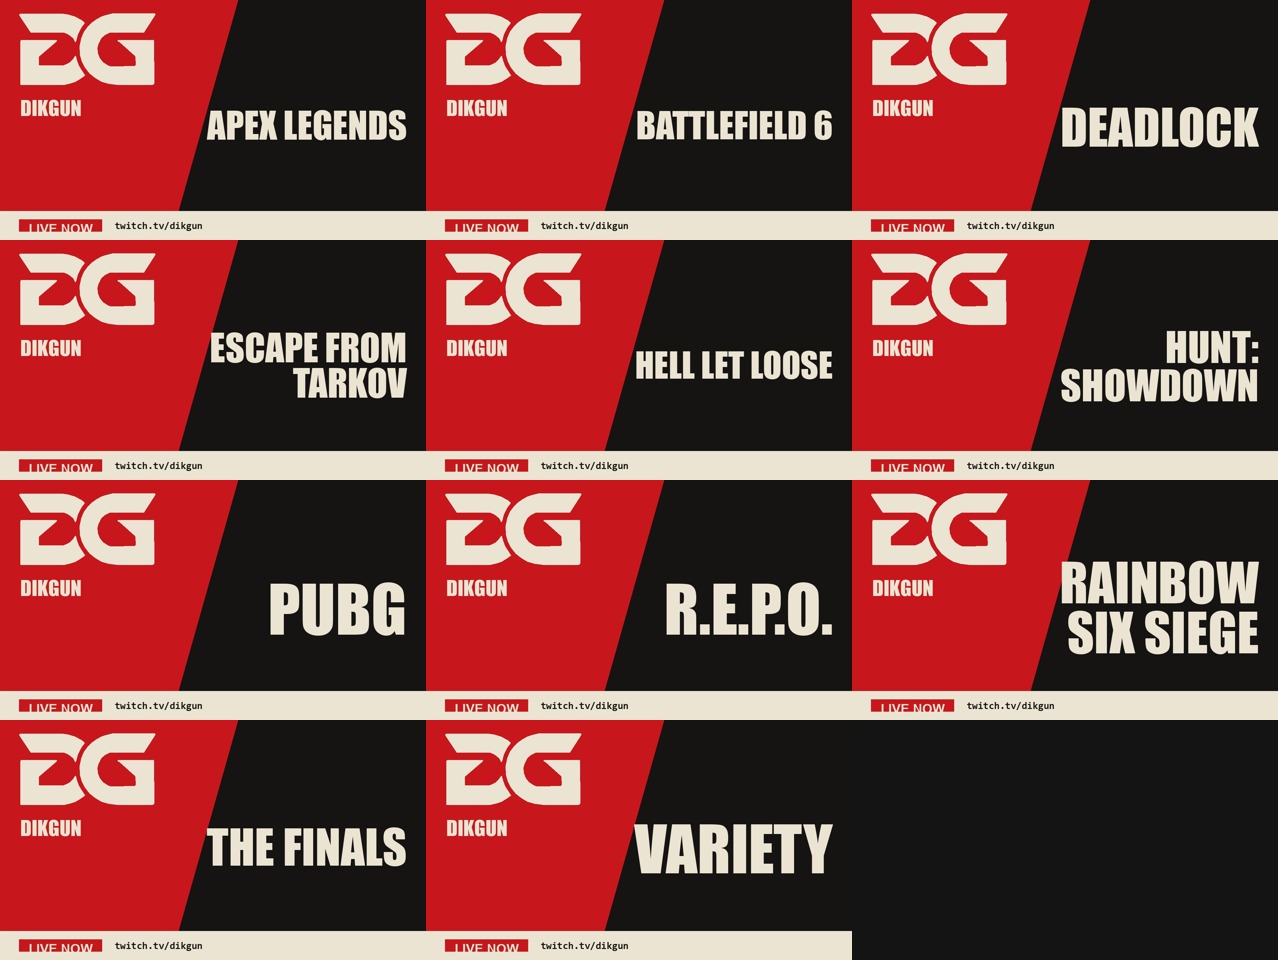 DG
DIKGUN
APEX LEGENDS
LIVE NOW twitch.tv/dikgun
DG
DIKGUN
BATTLEFIELD 6
LIVE NOW twitch.tv/dikgun
DG
DIKGUN
DEADLOCK
LIVE NOW twitch.tv/dikgun
DG
DIKGUN
ESCAPE FROM
TARKOV
LIVE NOW twitch.tv/dikgun
DG
DIKGUN
HELL LET LOOSE
LIVE NOW twitch.tv/dikgun
DG
DIKGUN
HUNT:
SHOWDOWN
LIVE NOW twitch.tv/dikgun
DG
DIKGUN
PUBG
LIVE NOW twitch.tv/dikgun
DG
DIKGUN
R.E.P.O.
LIVE NOW twitch.tv/dikgun
DG
DIKGUN
RAINBOW
SIX SIEGE
LIVE NOW twitch.tv/dikgun
DG
DIKGUN
THE FINALS
LIVE NOW twitch.tv/dikgun
DG
DIKGUN
VARIETY
LIVE NOW twitch.tv/dikgun